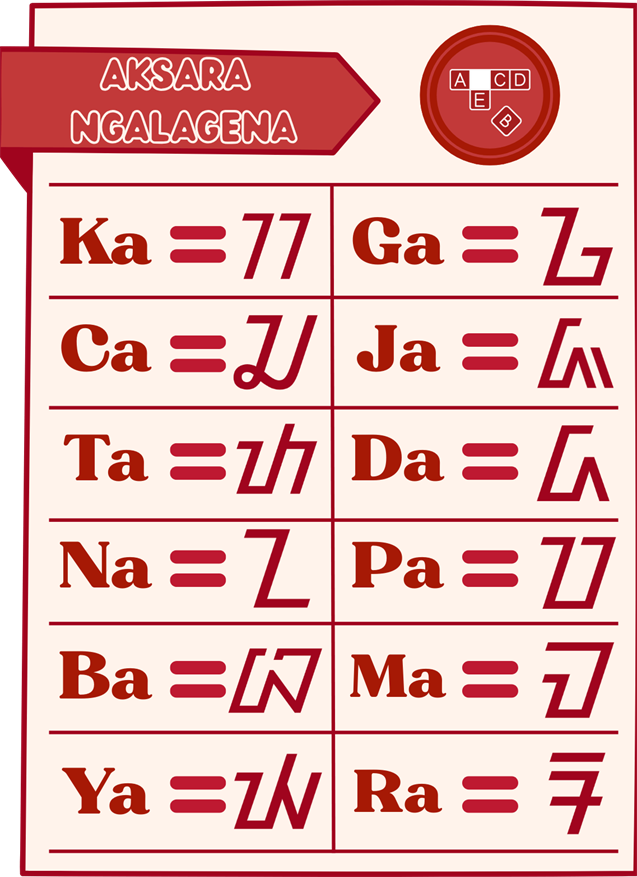 AKSARA
NGALAGENA
A CD
E
B
Ka = ᮊ Ga = ᮌ
Ca = ᮎ Ja = ᮏ
Ta = ᮒ Da = ᮓ
Na = ᮔ Pa = ᮕ
Ba = ᮘ Ma = ᮙ
Ya = ᮚ Ra = ᮛ